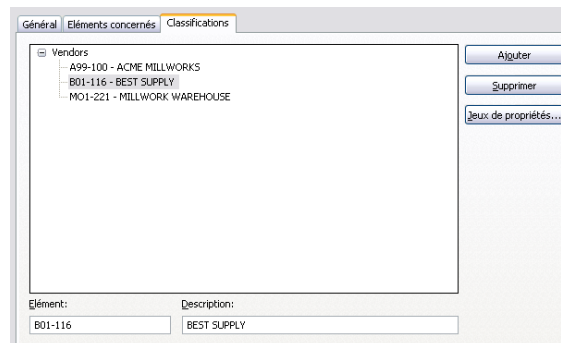 Général Eléments concernés Classifications
Vendors
A99-100 - ACME MILLWORKS
B01-116 - BEST SUPPLY
MO1-221 - MILLWORK WAREHOUSE
Ajouter
Supprimer
Jeux de propriétés...
Elément: Description:
B01-116 BEST SUPPLY